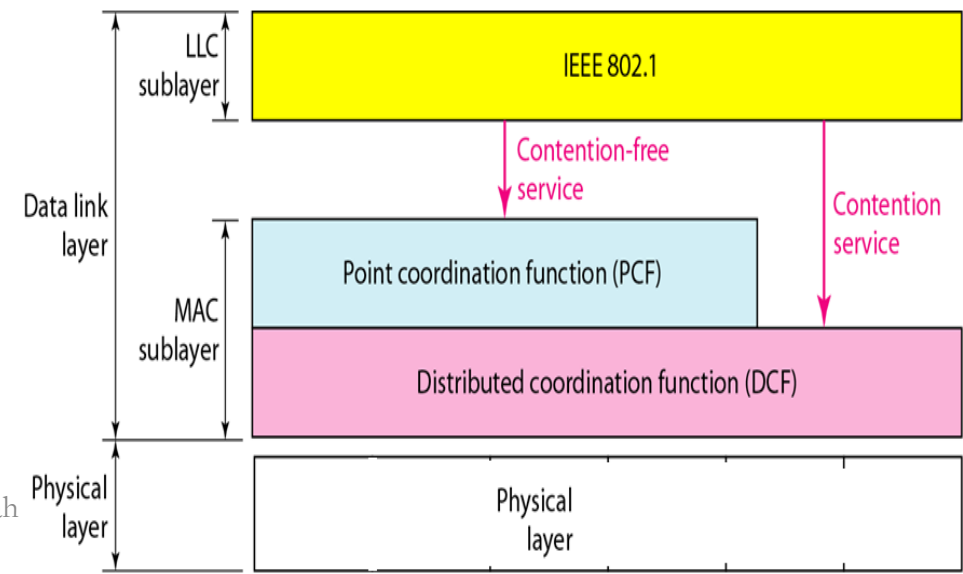 LLC
sublayer
IEEE 802.1
Contention-free
service
Data link
layer
Contention
service
Point coordination function (PCF)
MAC
sublayer
Distributed coordination function (DCF)
Physical
layer
Physical
layer